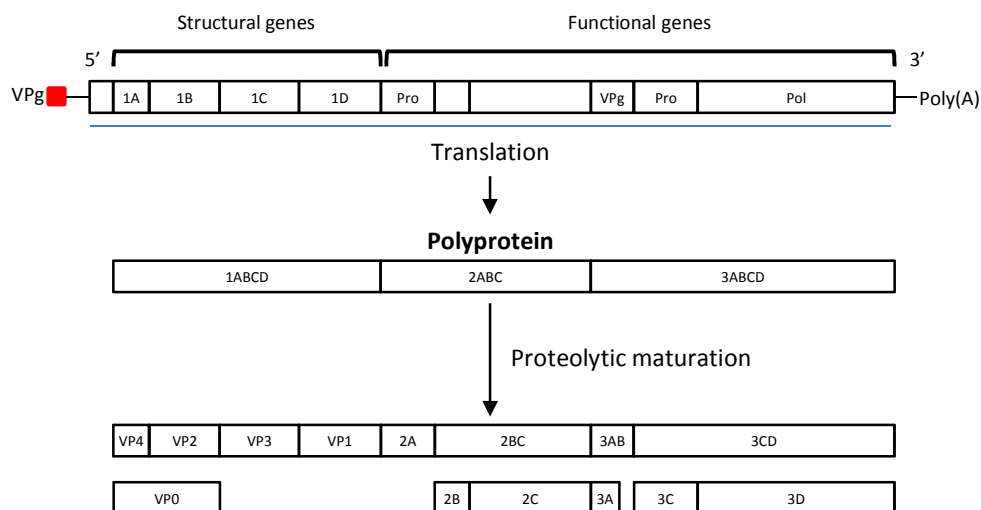 Structural genes Functional genes
5’ 3’
VPg 1A 1B 1C 1D Pro VPg Pro Pol Poly(A)
Translation
Polyprotein
1ABCD 2ABC 3ABCD
Proteolytic maturation
VP4 VP2 VP3 VP1 2A 2BC 3AB 3CD
VP0 2B 2C 3A 3C 3D